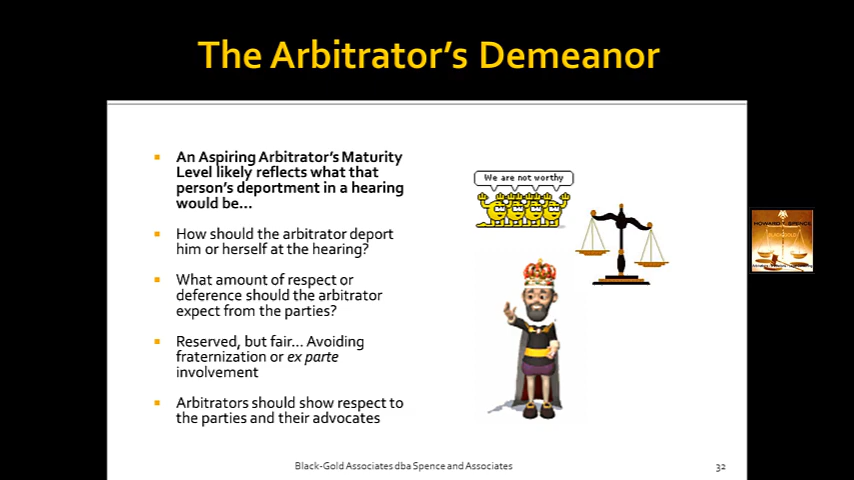 The Arbitrator's Demeanor
An Aspiring Arbitrator's Maturity
Level likely reflects what that
person's deportment in a hearing
would be...
How should the arbitrator deport
him or herself at the hearing?
What amount of respect or
deference should the arbitrator
expect from the parties?
Reserved, but fair... Avoiding
fraternization or ex parte
involvement
Arbitrators should show respect to
the parties and their advocates
We are not worthy
HOWARD T. SPENCE
Black-Gold Associates dba Spence and Associates
32